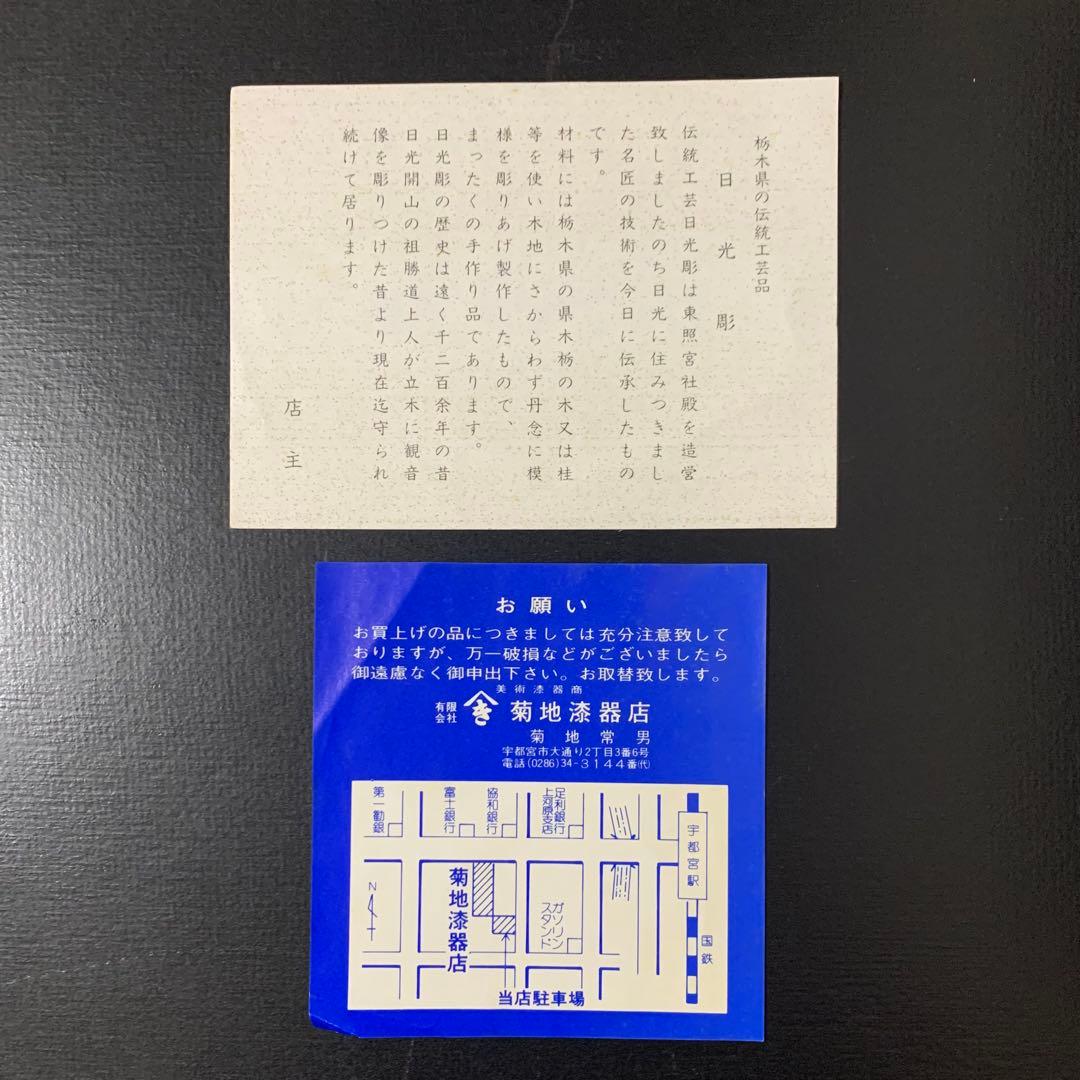 栃木県の伝統工芸品
日光彫
伝統工芸日光彫は東照宮社殿を造営
致しましたのち日光に住みつきまし
た名匠の技術を今日に伝承したもの
です。
材料には栃木県の県木栃の木又は桂
等を使い木地にさからわず丹念に模
様を彫りあげ製作したもので、
まったくの手作り品であります。
日光彫の歴史は遠く千二百余年の昔
日光開山の祖勝道上人が立木に観音
像を彫りつけた昔より現在迄守られ
続けて居ります。
店主
お願い
お買上げの品につきましては充分注意致して
おりますが、万一破損などがございましたら
御遠慮なく御申出下さい。お取替致します。
美術漆器商
有限会社 き 菊地漆器店
菊地常男
宇都宮市大通り2丁目3番6号
電話(0286)34-3144番㈹
第一勧銀
富士銀行
協和銀行
足利銀行
上河原支店
宇都宮駅
N
菊地漆器店
ガソリン
スタンド
国鉄
当店駐車場